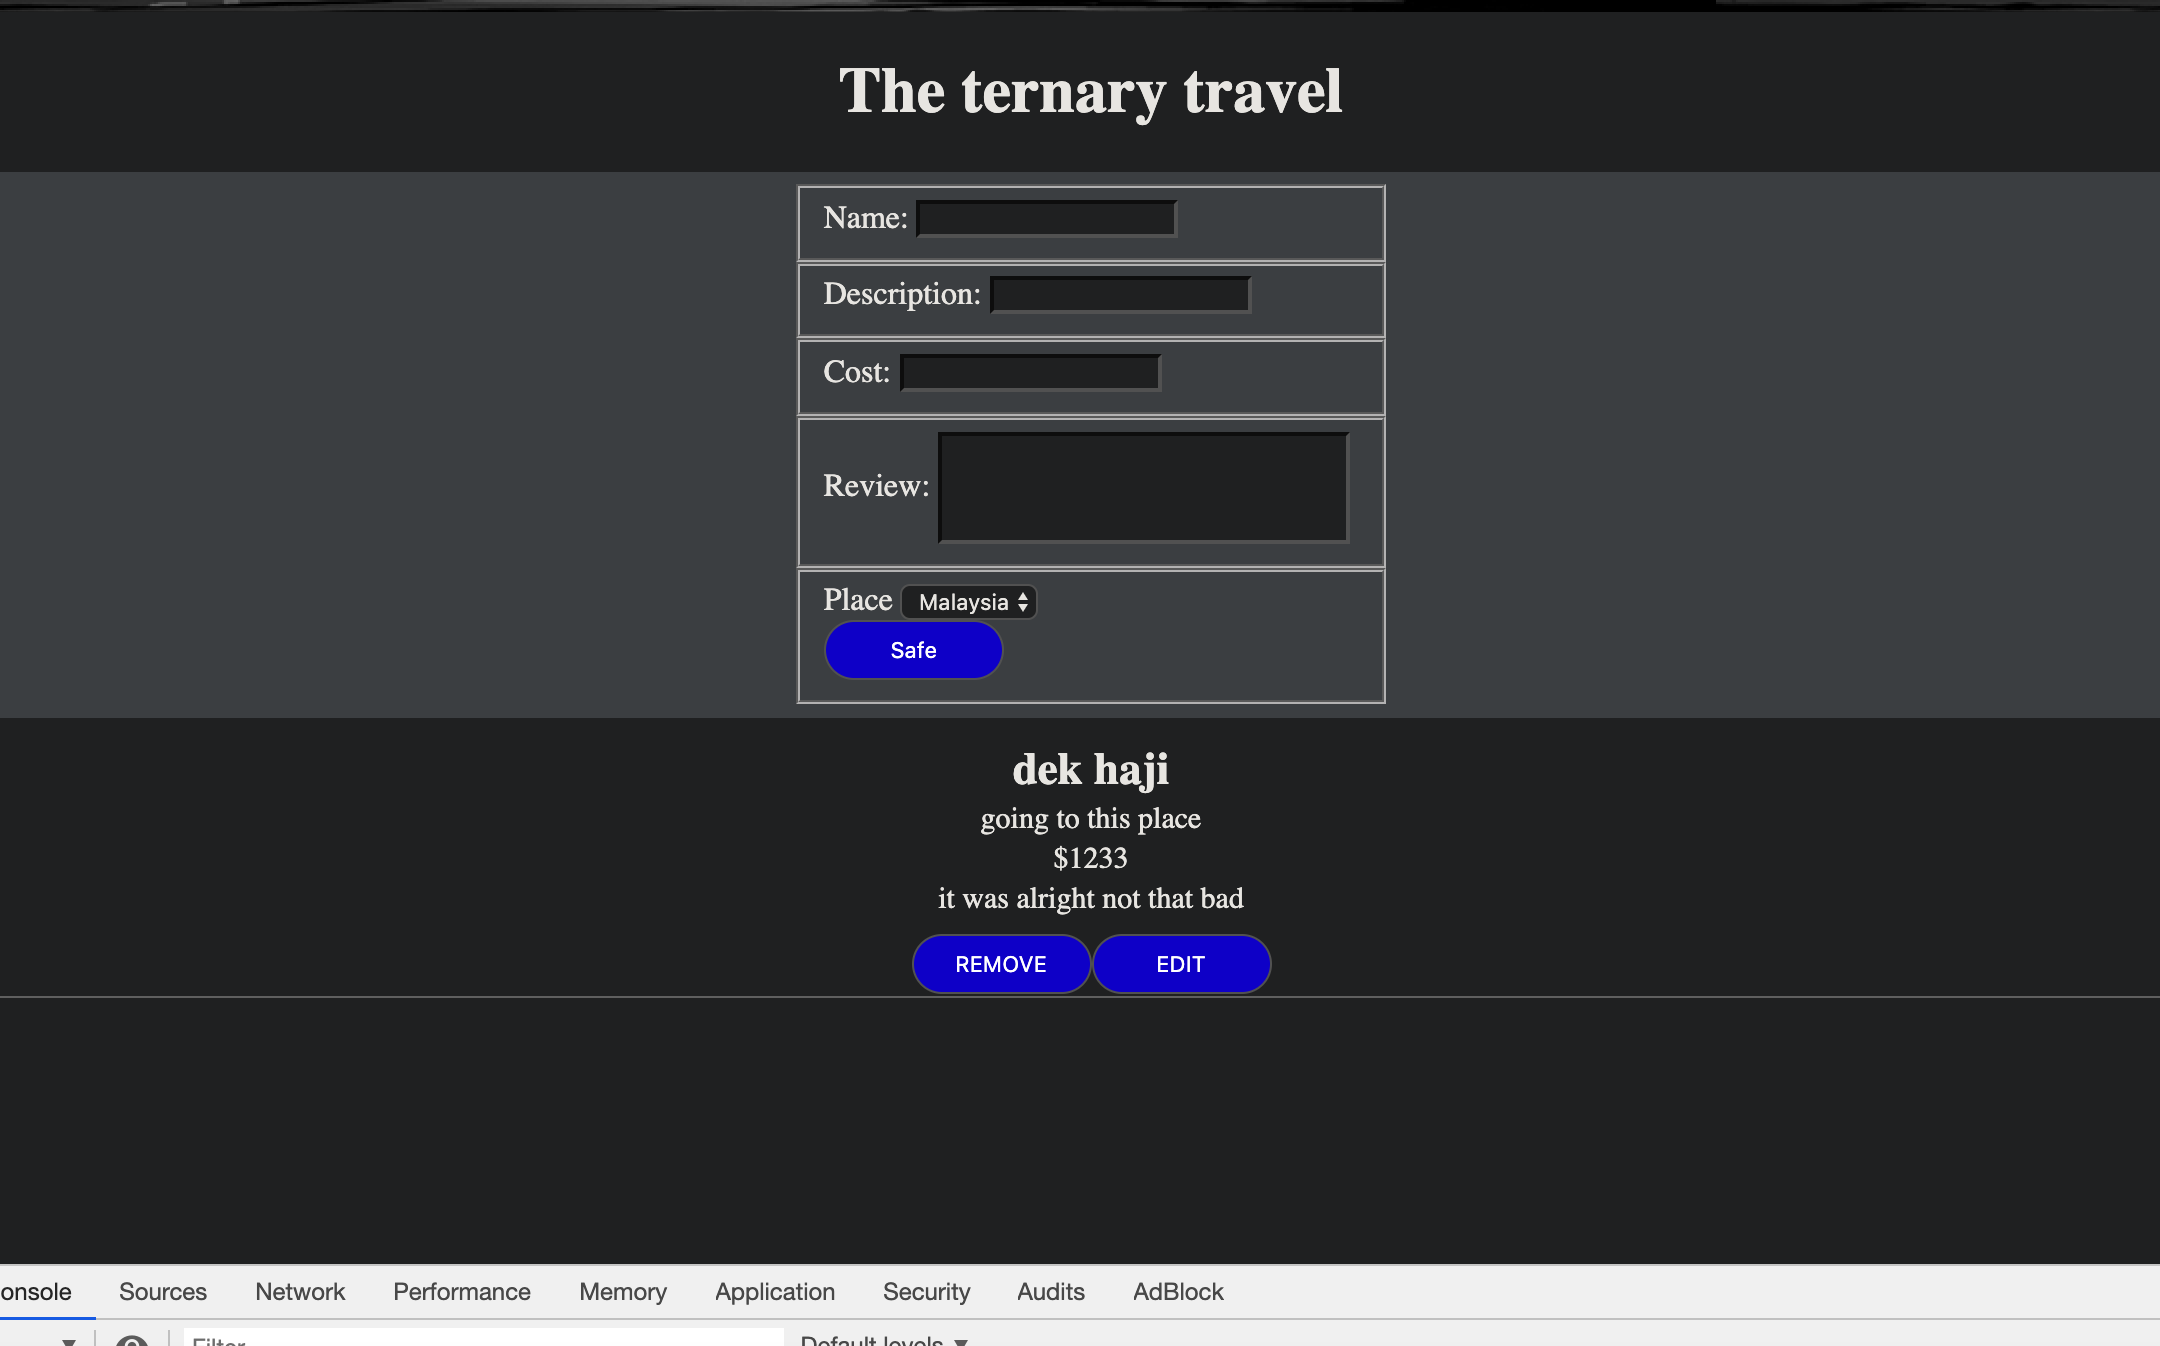 The ternary travel
Name:
Description:
Cost:
Review:
Place Malaysia
Safe
dek haji
going to this place
$1233
it was alright not that bad
REMOVE EDIT
onsole Sources Network Performance Memory Application Security Audits AdBlock
Filter Default levels ▼